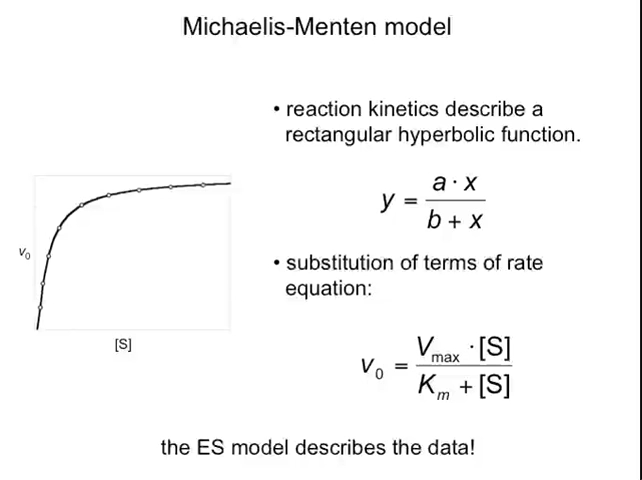 Michaelis-Menten model
• reaction kinetics describe a
rectangular hyperbolic function.
y = a · x / b + x
• substitution of terms of rate
equation:
v₀ = Vmax · [S] / Km + [S]
v₀
[S]
the ES model describes the data!